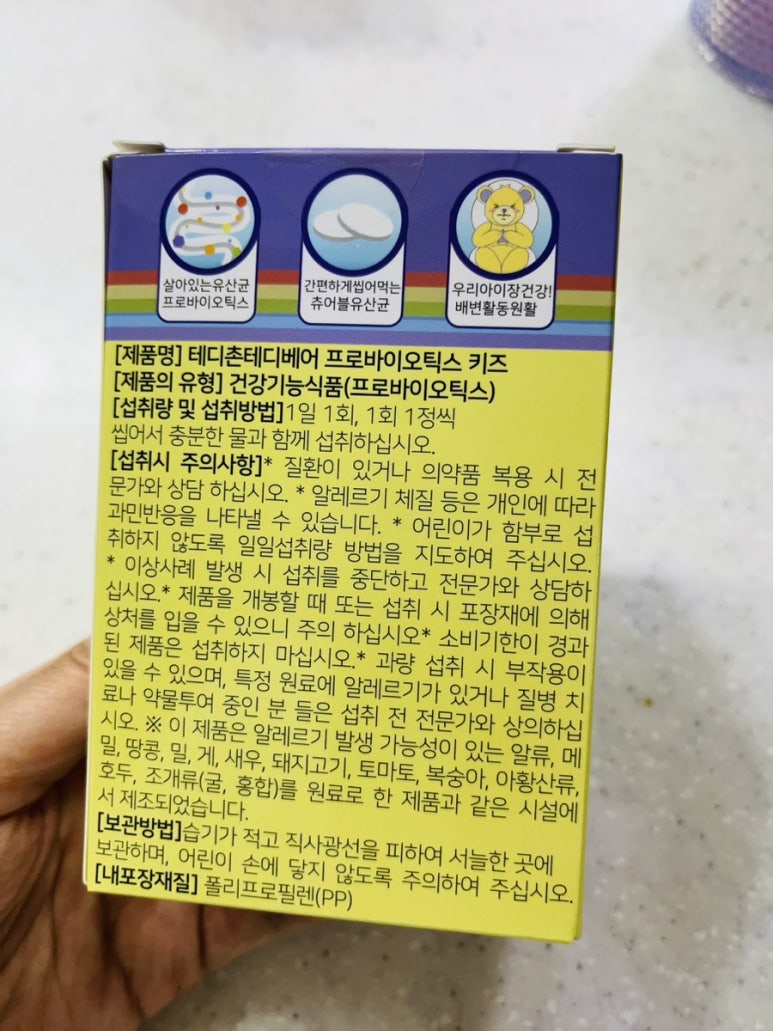 살아있는유산균
프로바이오틱스
간편하게씹어먹는
츄어블유산균
우리아이장건강!
배변활동원활
[제품명] 테디촌테디베어 프로바이오틱스 키즈
[제품의 유형] 건강기능식품(프로바이오틱스)
[섭취량 및 섭취방법]1일 1회, 1회 1정씩
씹어서 충분한 물과 함께 섭취하십시오.
[섭취시 주의사항]* 질환이 있거나 의약품 복용 시 전
문가와 상담 하십시오. * 알레르기 체질 등은 개인에 따라
과민반응을 나타낼 수 있습니다. * 어린이가 함부로 섭
취하지 않도록 일일섭취량 방법을 지도하여 주십시오.
* 이상사례 발생 시 섭취를 중단하고 전문가와 상담하
십시오.* 제품을 개봉할 때 또는 섭취 시 포장재에 의해
상처를 입을 수 있으니 주의 하십시오* 소비기한이 경과
된 제품은 섭취하지 마십시오.* 과량 섭취 시 부작용이
있을 수 있으며, 특정 원료에 알레르기가 있거나 질병 치
료나 약물투여 중인 분 들은 섭취 전 전문가와 상의하십
시오. ※ 이 제품은 알레르기 발생 가능성이 있는 알류, 메
밀, 땅콩, 밀, 게, 새우, 돼지고기, 토마토, 복숭아, 아황산류,
호두, 조개류(굴, 홍합)를 원료로 한 제품과 같은 시설에
서 제조되었습니다.
[보관방법]습기가 적고 직사광선을 피하여 서늘한 곳에
보관하며, 어린이 손에 닿지 않도록 주의하여 주십시오.
[내포장재질] 폴리프로필렌(PP)